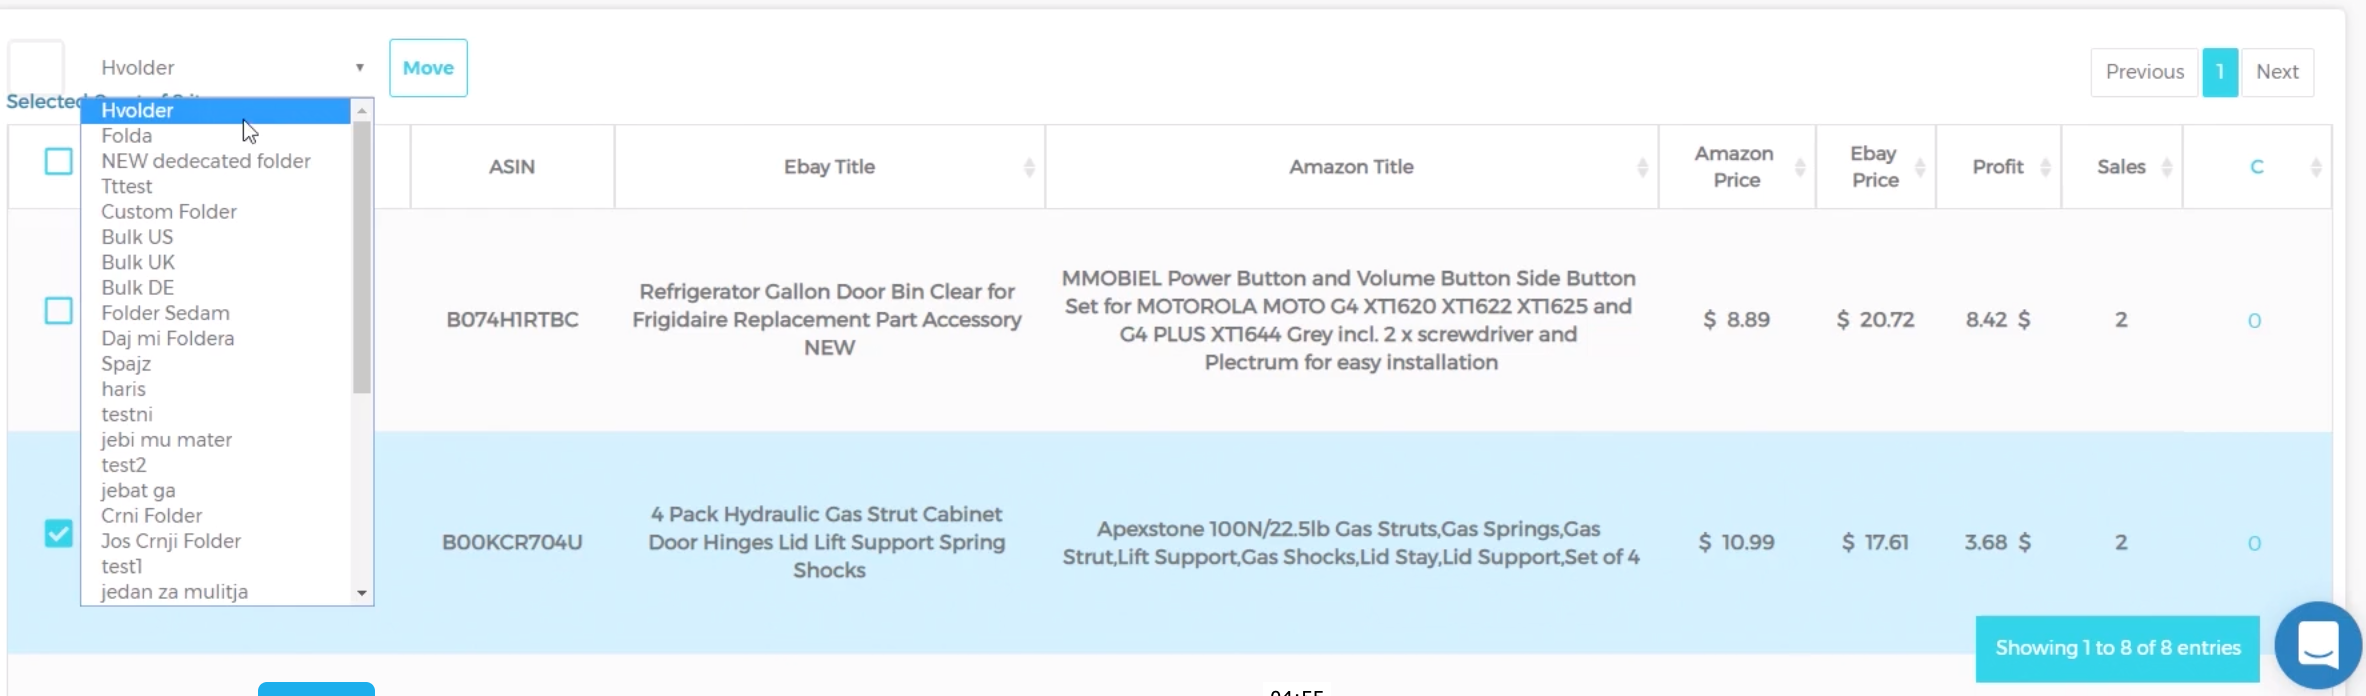 Hvolder
Move
Previous
1
Next
Selected
Hvolder
Folda
NEW dedecated folder
Tttest
Custom Folder
Bulk US
Bulk UK
Bulk DE
Folder Sedam
Daj mi Foldera
Spajz
haris
testni
jebi mu mater
test2
jebat ga
Crni Folder
Jos Crnji Folder
test1
jedan za mulitja
ASIN
Ebay Title
Amazon Title
Amazon
Price
Ebay
Price
Profit
Sales
C
B074H1RTBC
Refrigerator Gallon Door Bin Clear for
Frigidaire Replacement Part Accessory
NEW
MMOBIEL Power Button and Volume Button Side Button
Set for MOTOROLA MOTO G4 XT1620 XT1622 XT1625 and
G4 PLUS XT1644 Grey incl. 2 x screwdriver and
Plectrum for easy installation
$ 8.89
$ 20.72
8.42 $
2
0
B00KCR704U
4 Pack Hydraulic Gas Strut Cabinet
Door Hinges Lid Lift Support Spring
Shocks
Apexstone 100N/22.5lb Gas Struts,Gas Springs,Gas
Strut,Lift Support,Gas Shocks,Lid Stay,Lid Support,Set of 4
$ 10.99
$ 17.61
3.68 $
2
0
Showing 1 to 8 of 8 entries